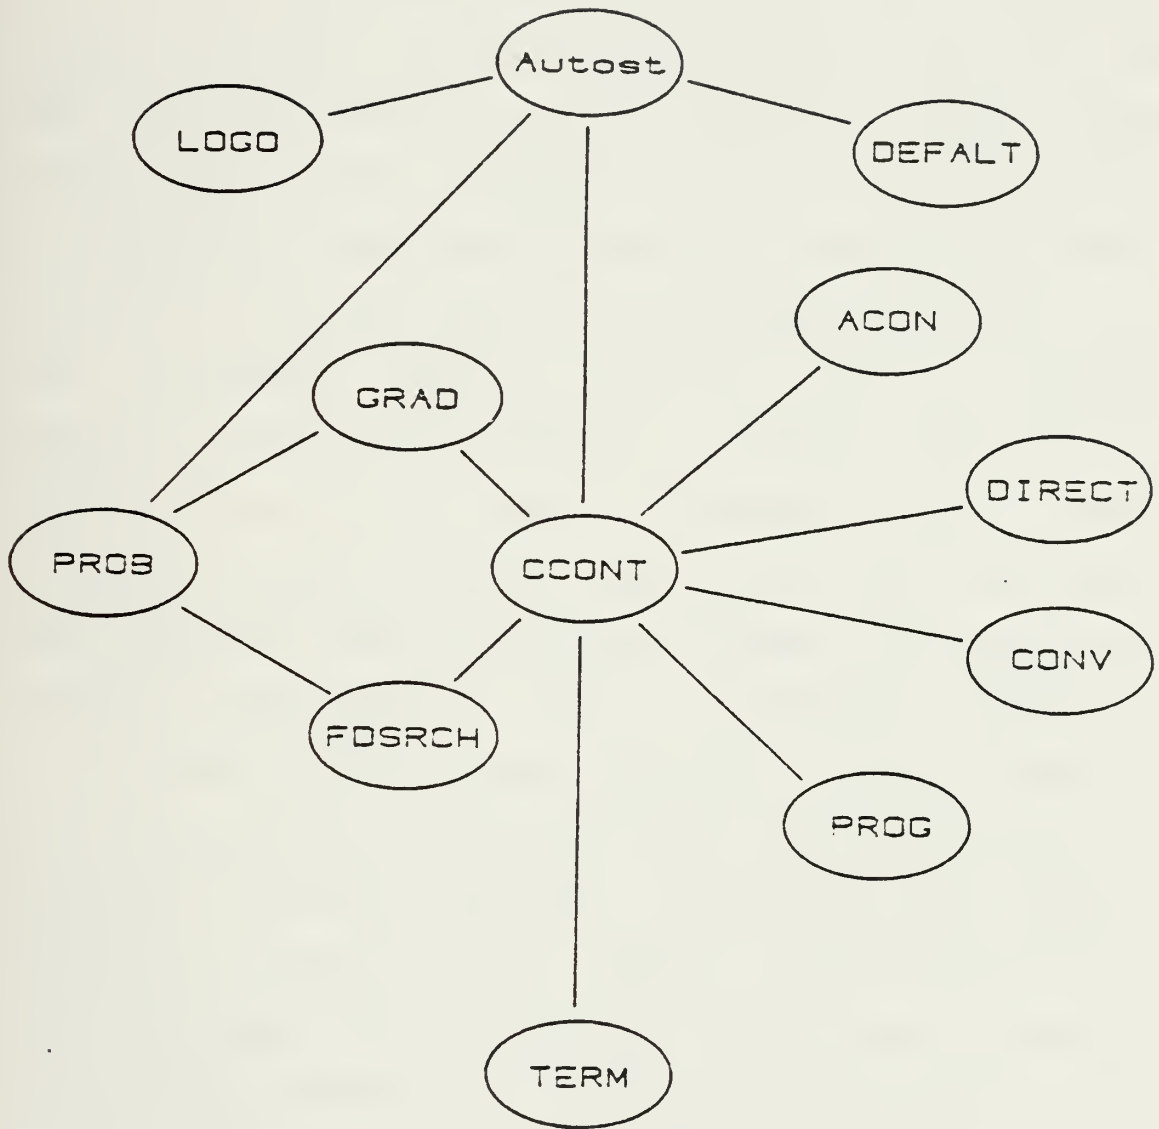 Autost
LOGO
DEFALT
ACON
GRAD
DIRECT
PROB
CCONT
CONV
FDSRCH
PROG
TERM